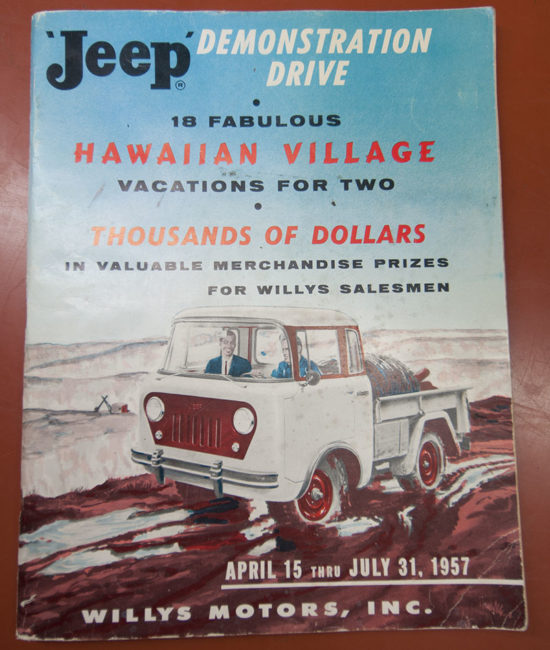 'Jeep'®
DEMONSTRATION
DRIVE
•
18 FABULOUS
HAWAIIAN VILLAGE
VACATIONS FOR TWO
•
THOUSANDS OF DOLLARS
IN VALUABLE MERCHANDISE PRIZES
FOR WILLYS SALESMEN
APRIL 15 THRU JULY 31, 1957
WILLYS MOTORS, INC.